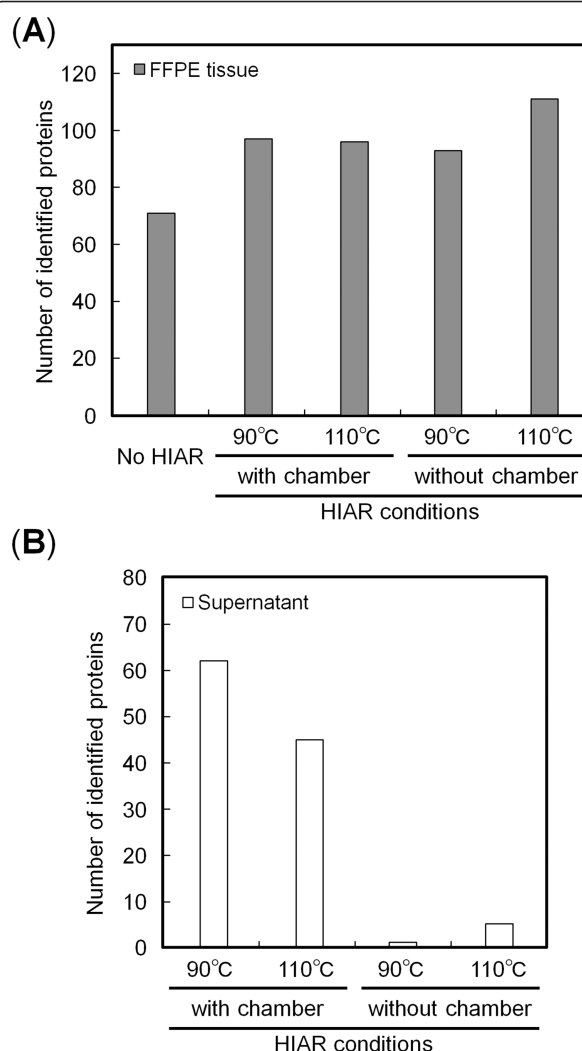 (A)
FFPE tissue
Number of identified proteins
120
100
80
60
40
20
0
No HIAR
90℃ 110℃ 90℃ 110℃
with chamber without chamber
HIAR conditions
(B)
Supernatant
Number of identified proteins
80
70
60
50
40
30
20
10
0
90℃ 110℃ 90℃ 110℃
with chamber without chamber
HIAR conditions